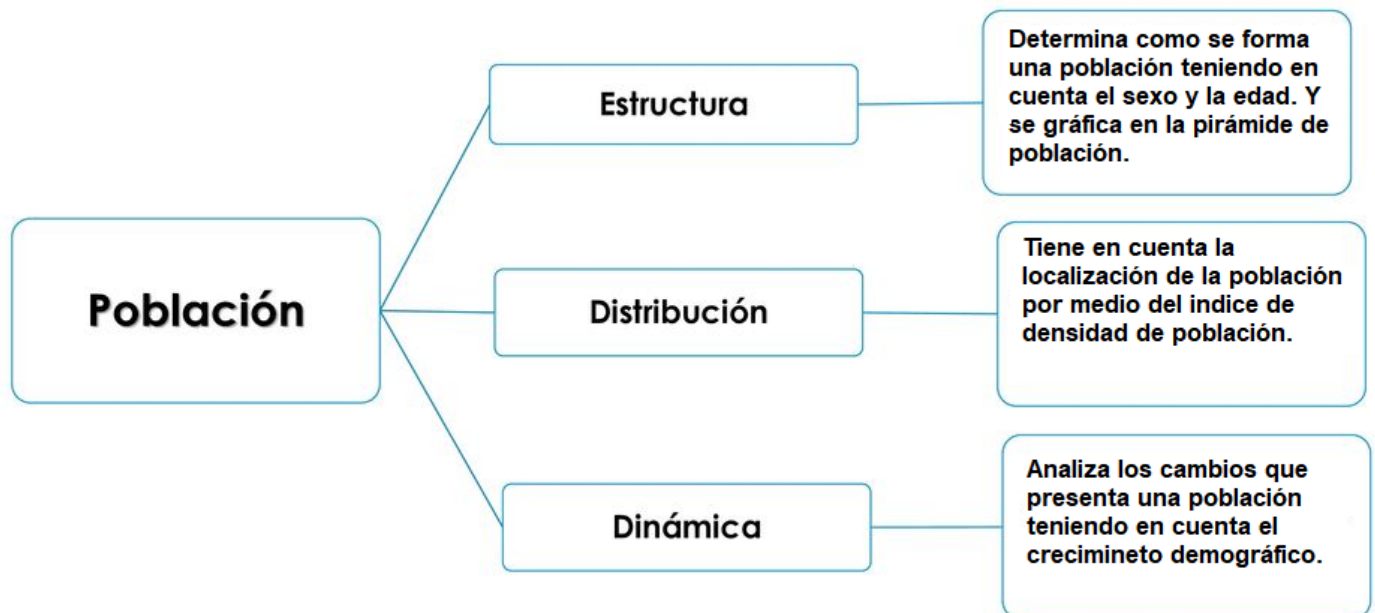 Población
Estructura
Determina como se forma
una población teniendo en
cuenta el sexo y la edad. Y
se gráfica en la pirámide de
población.
Distribución
Tiene en cuenta la
localización de la población
por medio del indice de
densidad de población.
Dinámica
Analiza los cambios que
presenta una población
teniendo en cuenta el
crecimineto demográfico.